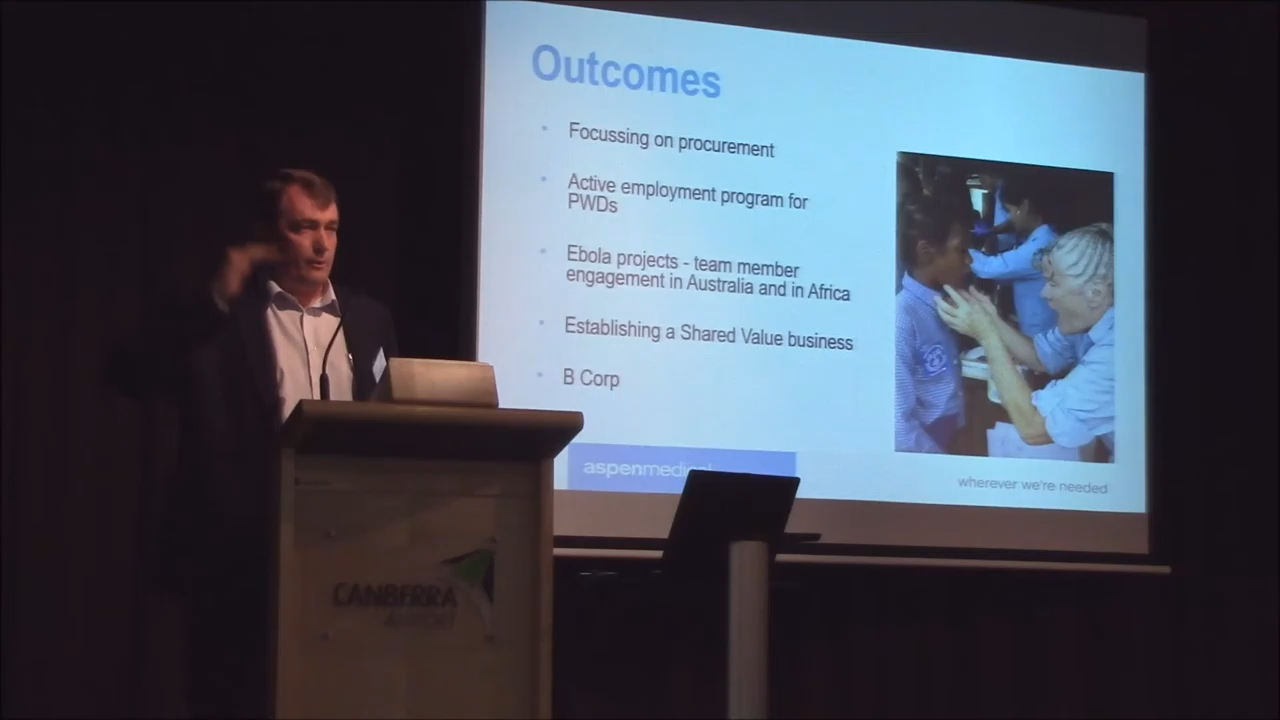 Outcomes
• Focussing on procurement
• Active employment program for
PWDs
• Ebola projects - team member
engagement in Australia and in Africa
• Establishing a Shared Value business
• B Corp
aspenmedical
wherever we're needed
CANBERRA
AIRPORT